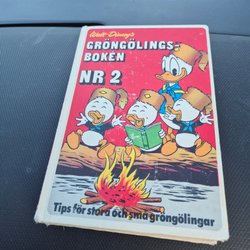 Walt Disney's
GRÖNGÖLINGS-
BOKEN
NR 2
Tips för stora och små gröngölingar